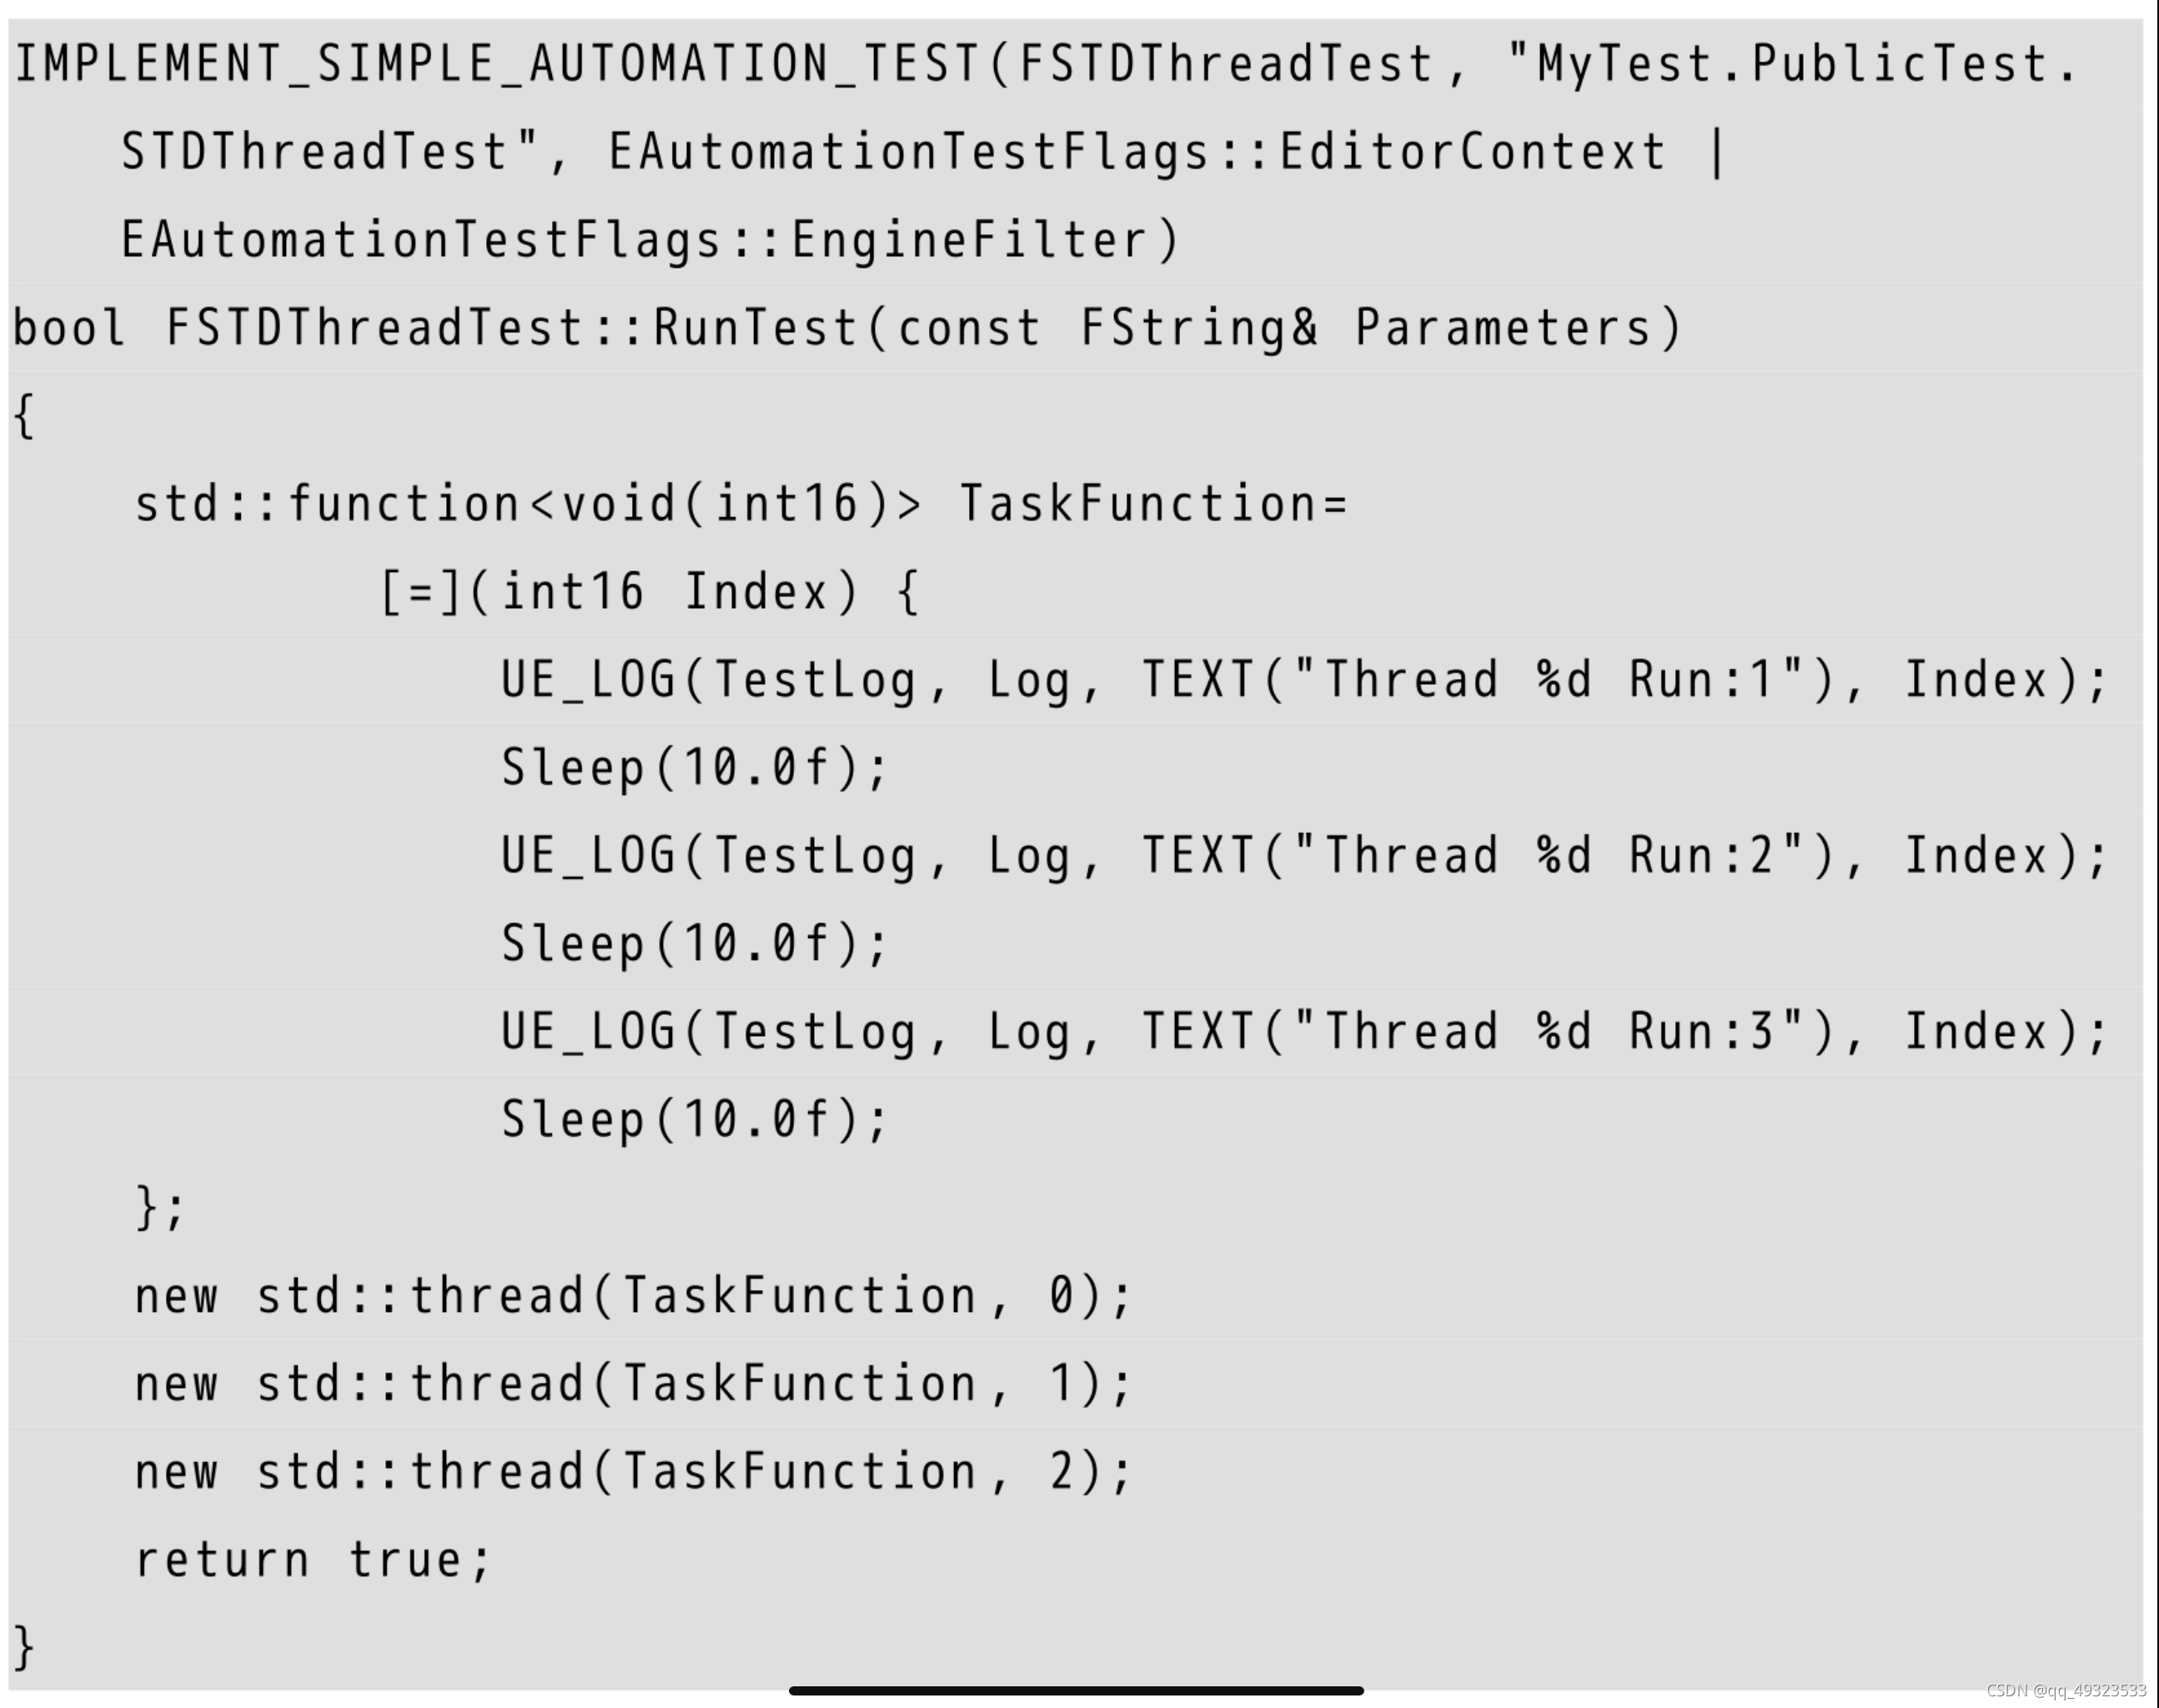 IMPLEMENT_SIMPLE_AUTOMATION_TEST(FSTDThreadTest, "MyTest.PublicTest.
STDThreadTest", EAutomationTestFlags::EditorContext |
EAutomationTestFlags::EngineFilter)
bool FSTDThreadTest::RunTest(const FString& Parameters)
{
std::function<void(int16)> TaskFunction=
[=](int16 Index) {
UE_LOG(TestLog, Log, TEXT("Thread %d Run:1"), Index);
Sleep(10.0f);
UE_LOG(TestLog, Log, TEXT("Thread %d Run:2"), Index);
Sleep(10.0f);
UE_LOG(TestLog, Log, TEXT("Thread %d Run:3"), Index);
Sleep(10.0f);
};
new std::thread(TaskFunction, 0);
new std::thread(TaskFunction, 1);
new std::thread(TaskFunction, 2);
return true;
}
CSDN @qq_49323533